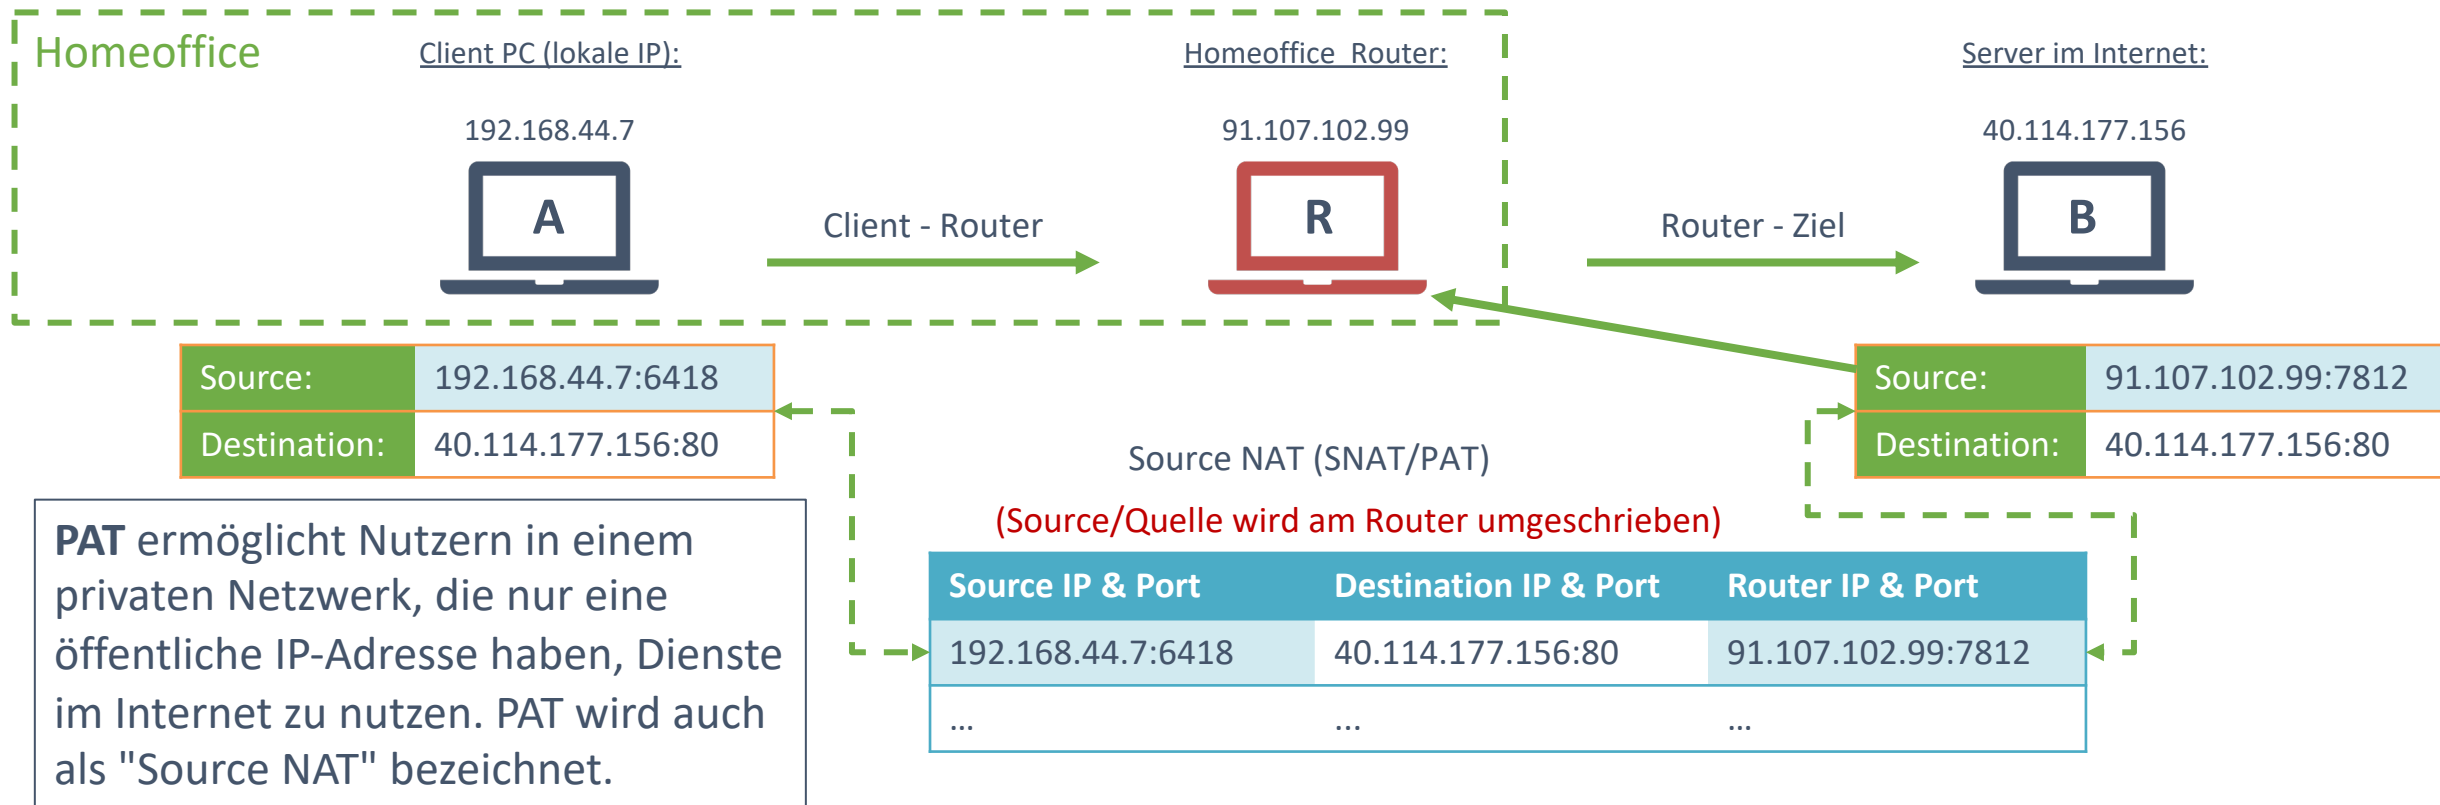 Homeoffice
Client PC (lokale IP):
Homeoffice  Router:
Server im Internet:
192.168.44.7
91.107.102.99
40.114.177.156
A
R
B
Client - Router
Router - Ziel
Source: 192.168.44.7:6418
Destination: 40.114.177.156:80
Source: 91.107.102.99:7812
Destination: 40.114.177.156:80
Source NAT (SNAT/PAT)
(Source/Quelle wird am Router umgeschrieben)
PAT ermöglicht Nutzern in einem
privaten Netzwerk, die nur eine
öffentliche IP-Adresse haben, Dienste
im Internet zu nutzen. PAT wird auch
als "Source NAT" bezeichnet.
Source IP & Port Destination IP & Port Router IP & Port
192.168.44.7:6418 40.114.177.156:80 91.107.102.99:7812
... ... ...